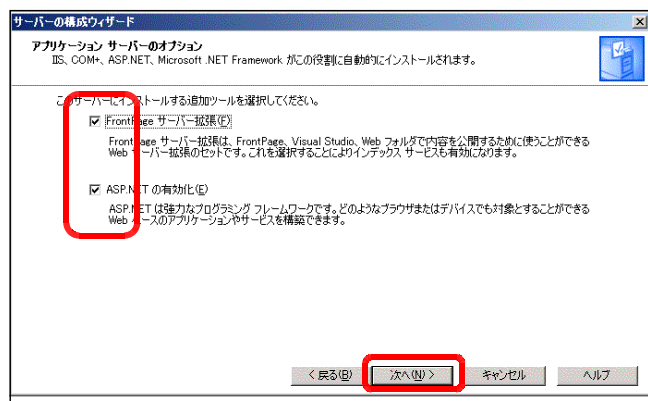 サーバーの構成ウィザード
アプリケーション サーバーのオプション
IIS、COM+、ASP.NET、Microsoft .NET Framework がこの役割に自動的にインストールされます。
このサーバーにインストールする追加ツールを選択してください。
FrontPage サーバー拡張(F)
FrontPage サーバー拡張は、FrontPage、Visual Studio、Web フォルダで内容を公開するために使うことができる
Web サーバー拡張のセットです。これを選択することによりインデックス サービスも有効になります。
ASP.NET の有効化(E)
ASP.NET は強力なプログラミング フレームワークです。どのようなブラウザまたはデバイスでも対象とすることができる
Web ベースのアプリケーションやサービスを構築できます。
< 戻る(B) 次へ(N) > キャンセル ヘルプ